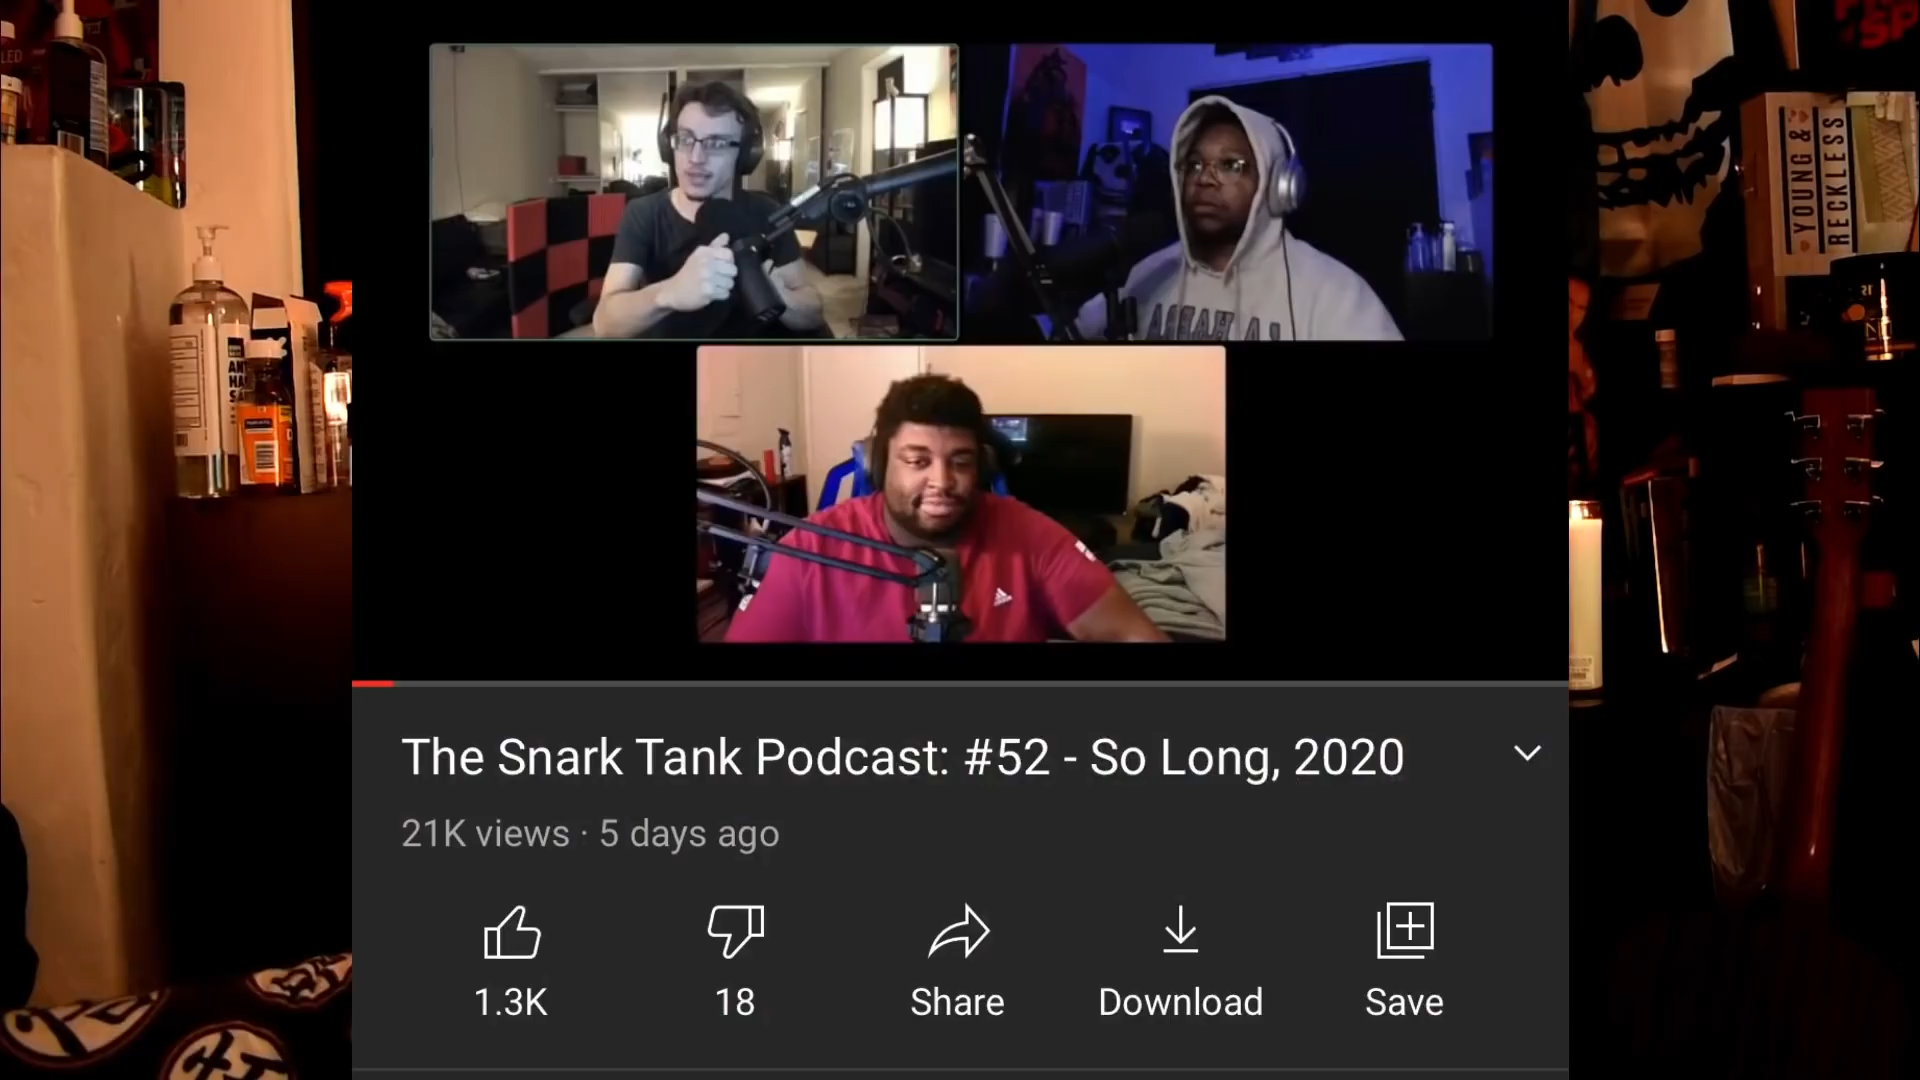 YOUNG &
RECKLESS
The Snark Tank Podcast: #52 - So Long, 2020
21K views · 5 days ago
1.3K
18
Share
Download
Save